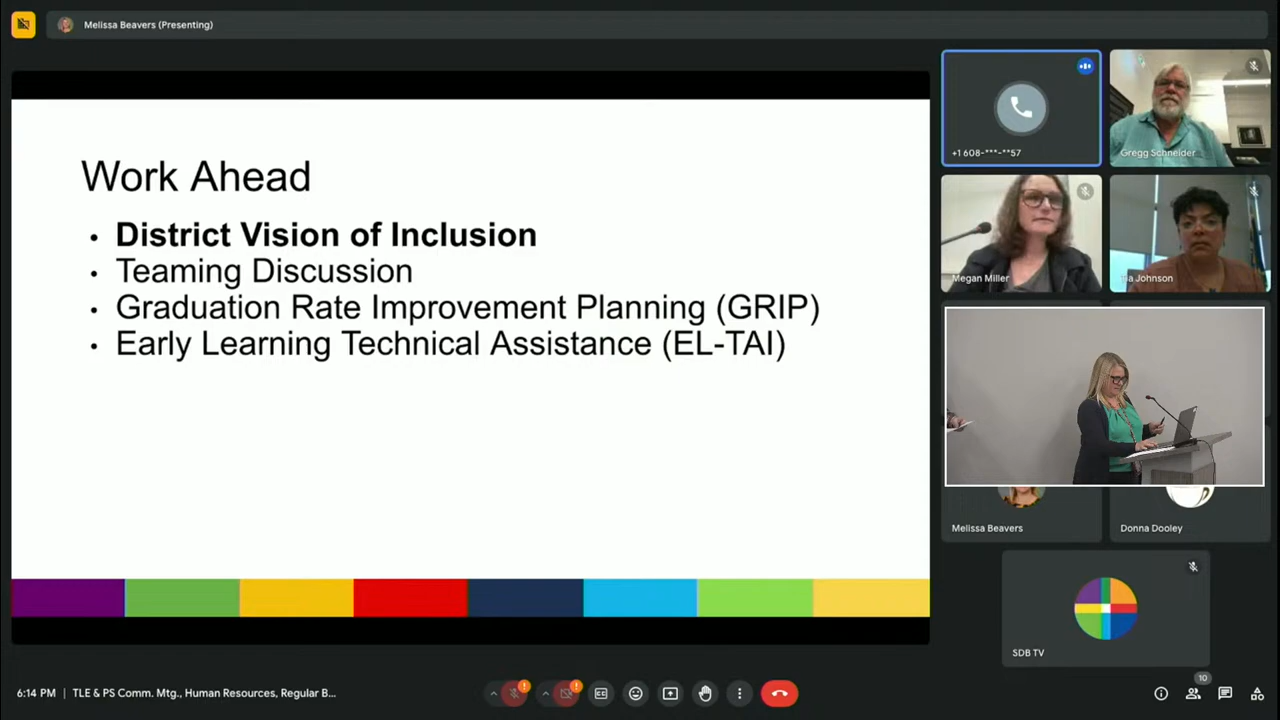 Melissa Beavers (Presenting)
Work Ahead
• District Vision of Inclusion
• Teaming Discussion
• Graduation Rate Improvement Planning (GRIP)
• Early Learning Technical Assistance (EL-TAI)
+1 608-***-**57
Gregg Schneider
Megan Miller
Johnson
Melissa Beavers
Donna Dooley
SDB TV
6:14 PM | TLE & PS Comm. Mtg., Human Resources, Regular B...
CC
10